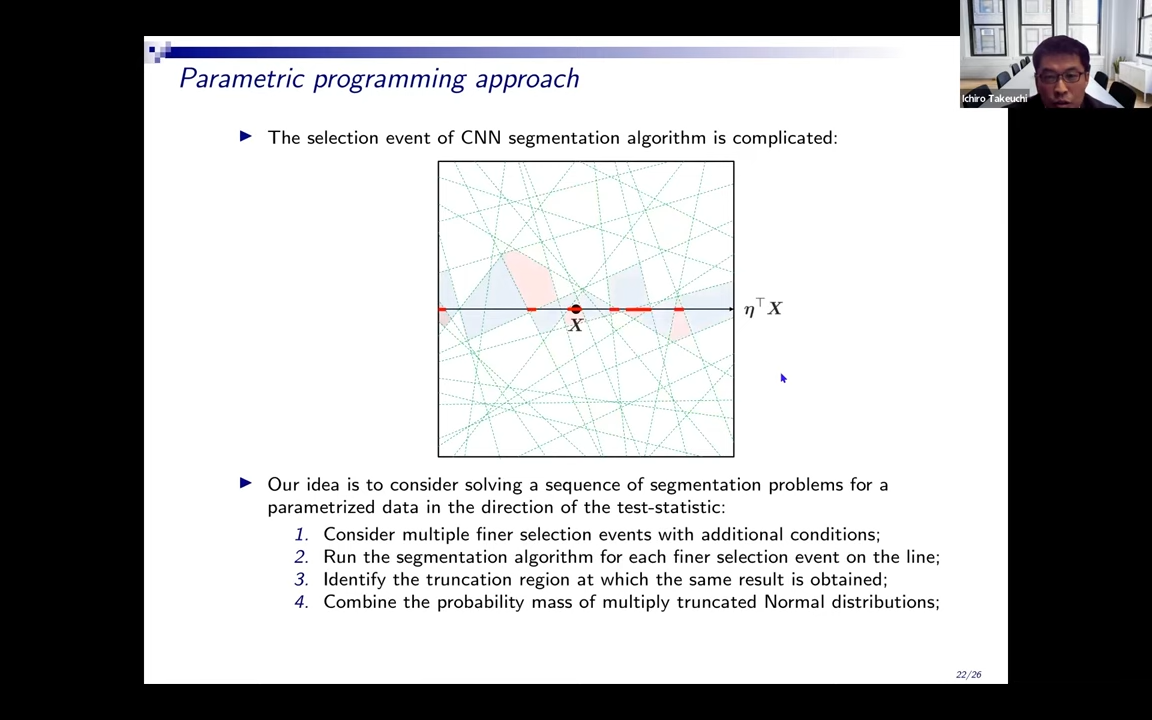 Parametric programming approach
Ichiro Takeuchi
▶ The selection event of CNN segmentation algorithm is complicated:
η⊤X
X
▶ Our idea is to consider solving a sequence of segmentation problems for a
parametrized data in the direction of the test-statistic:
1. Consider multiple finer selection events with additional conditions;
2. Run the segmentation algorithm for each finer selection event on the line;
3. Identify the truncation region at which the same result is obtained;
4. Combine the probability mass of multiply truncated Normal distributions;
22/26